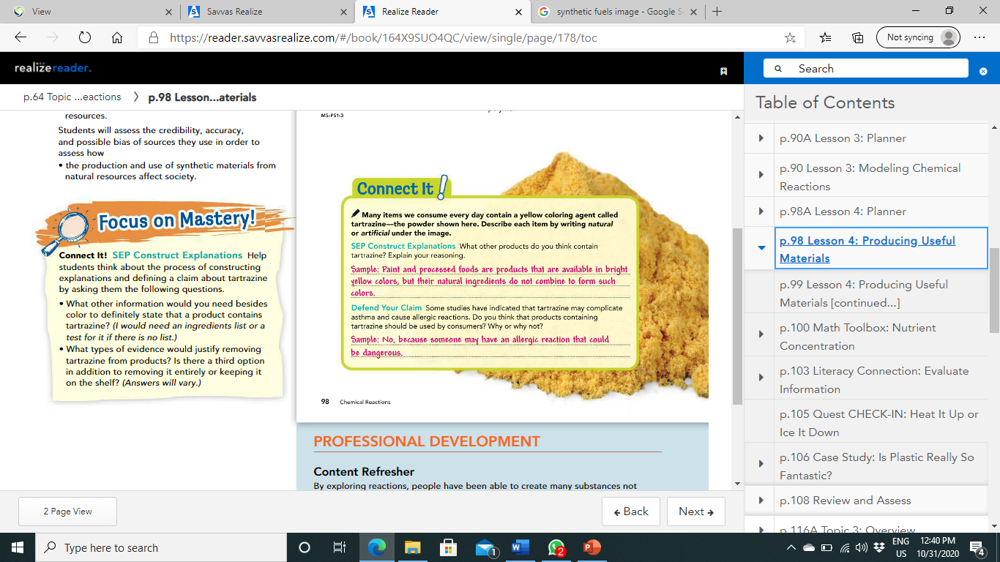 View
Savvas Realize
Realize Reader
synthetic fuels image - Google S
https://reader.savvasrealize.com/#/book/164X9SUO4QC/view/single/page/178/toc
Not syncing
realizereader.
Search
p.64 Topic ...eactions
p.98 Lesson...aterials
resources.
Students will assess the credibility, accuracy,
and possible bias of sources they use in order to
assess how
• the production and use of synthetic materials from
natural resources affect society.
Focus on Mastery!
Connect It! SEP Construct Explanations Help
students think about the process of constructing
explanations and defining a claim about tartrazine
by asking them the following questions.
• What other information would you need besides
color to definitely state that a product contains
tartrazine? (I would need an ingredients list or a
test for it if there is no list.)
• What types of evidence would justify removing
tartrazine from products? Is there a third option
in addition to removing it entirely or keeping it
on the shelf? (Answers will vary.)
MS-PS1-3
Connect It!
Many items we consume every day contain a yellow coloring agent called
tartrazine—the powder shown here. Describe each item by writing natural
or artificial under the image.
SEP Construct Explanations What other products do you think contain
tartrazine? Explain your reasoning.
Sample: Paint and processed foods are products that are available in bright
yellow colors, but their natural ingredients do not combine to form such
colors.
Defend Your Claim Some studies have indicated that tartrazine may complicate
asthma and cause allergic reactions. Do you think that products containing
tartrazine should be used by consumers? Why or why not?
Sample: No, because someone may have an allergic reaction that could
be dangerous.
98 Chemical Reactions
PROFESSIONAL DEVELOPMENT
Content Refresher
By exploring reactions, people have been able to create many substances not
Table of Contents
p.90A Lesson 3: Planner
p.90 Lesson 3: Modeling Chemical
Reactions
p.98A Lesson 4: Planner
p.98 Lesson 4: Producing Useful
Materials
p.99 Lesson 4: Producing Useful
Materials [continued...]
p.100 Math Toolbox: Nutrient
Concentration
p.103 Literacy Connection: Evaluate
Information
p.105 Quest CHECK-IN: Heat It Up or
Ice It Down
p.106 Case Study: Is Plastic Really So
Fantastic?
p.108 Review and Assess
p.116A Topic 3: Overview
2 Page View
Back
Next
Type here to search
1
2
ENG
US
12:40 PM
10/31/2020
4